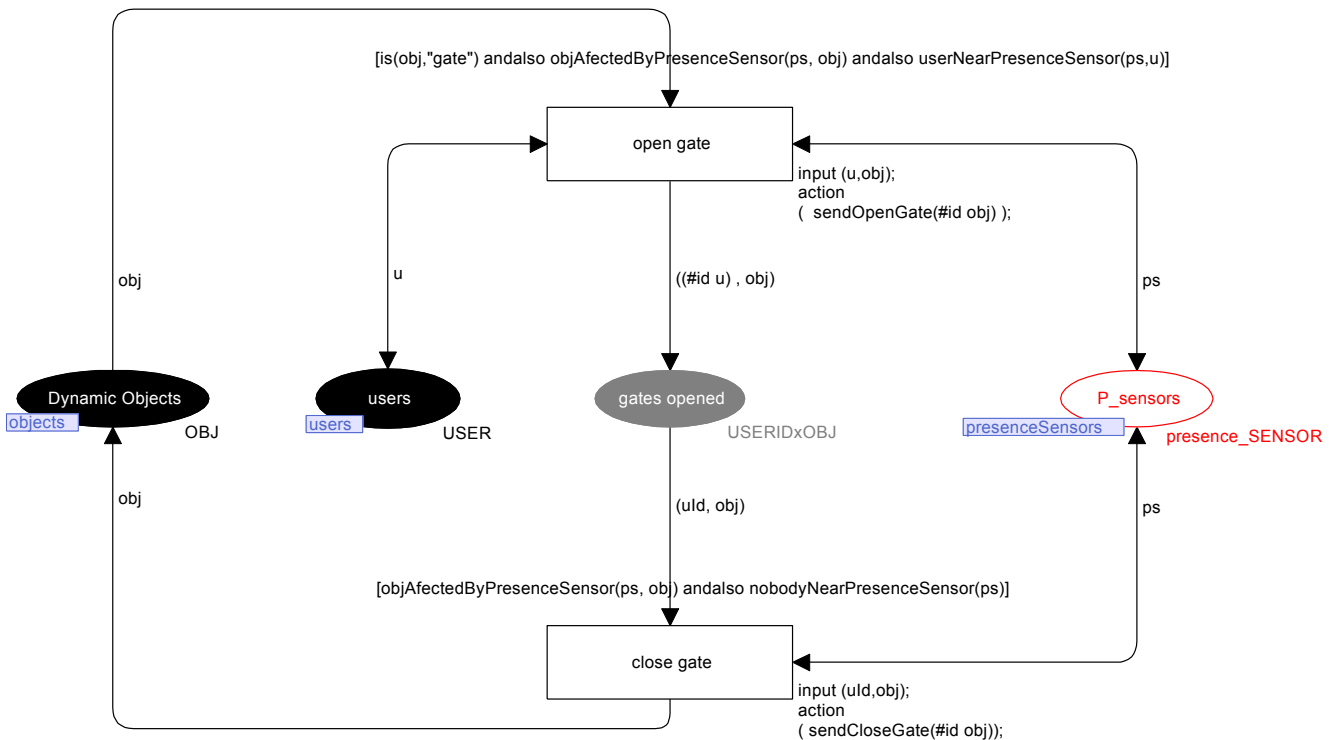 [is(obj,"gate") andalso objAfectedByPresenceSensor(ps, obj) andalso userNearPresenceSensor(ps,u)]
open gate
input (u,obj);
action
( sendOpenGate(#id obj) );
obj
u
((#id u) , obj)
ps
Dynamic Objects
objects
OBJ
users
users
USER
gates opened
USERIDxOBJ
P_sensors
presenceSensors
presence_SENSOR
obj
(uId, obj)
ps
[objAfectedByPresenceSensor(ps, obj) andalso nobodyNearPresenceSensor(ps)]
close gate
input (uId,obj);
action
( sendCloseGate(#id obj));